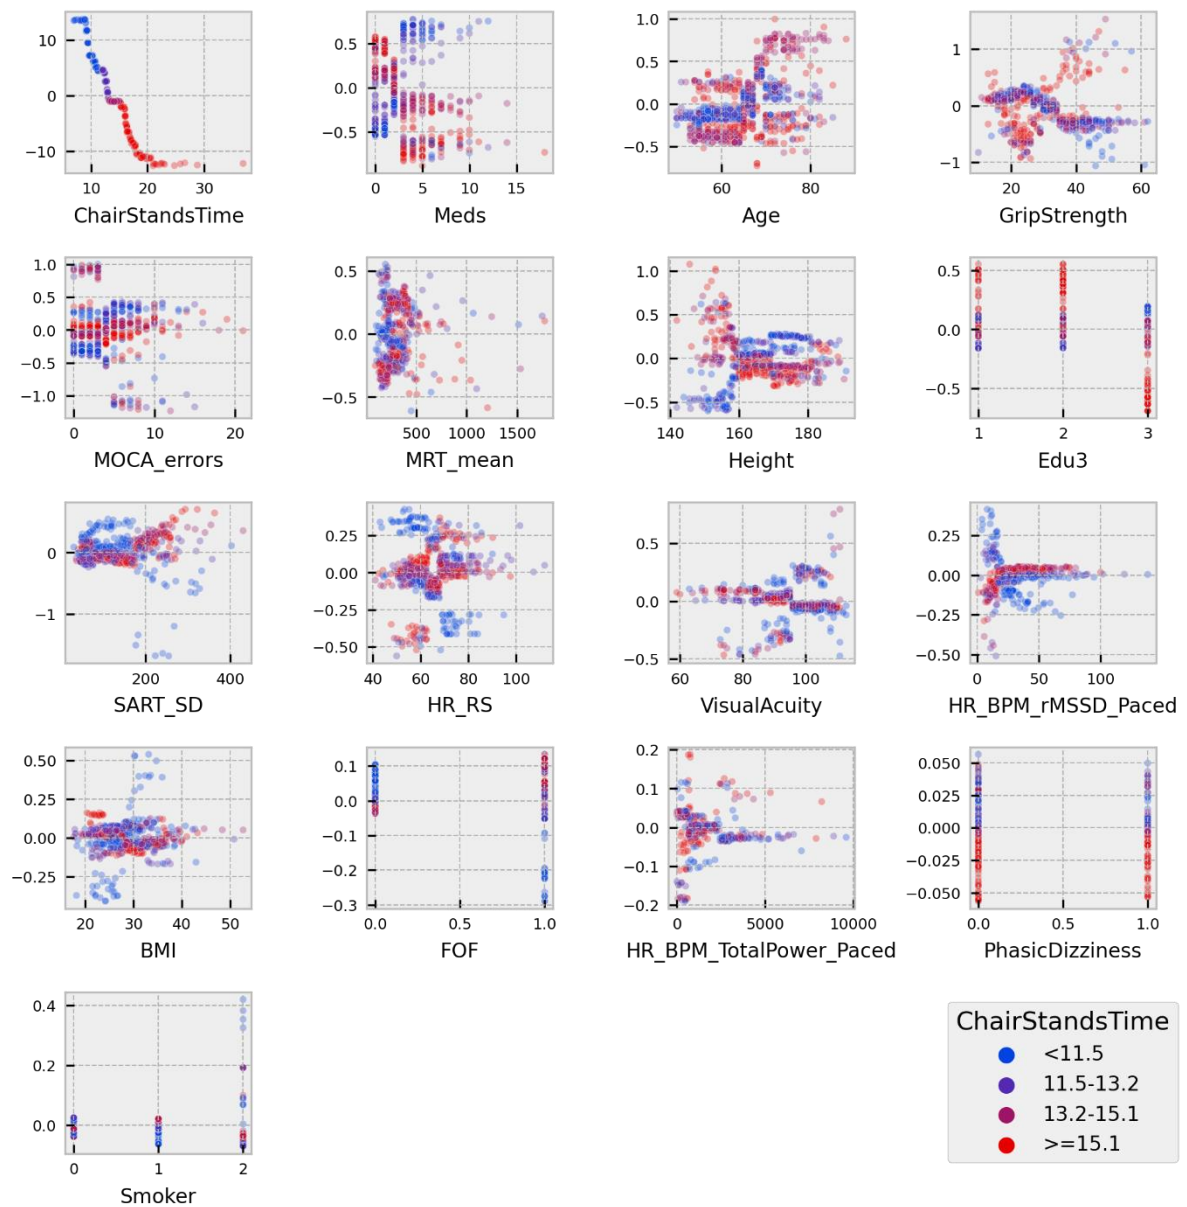 10
0
−10
10 20 30
ChairStandsTime
0.5
0.0
−0.5
0 5 10 15
Meds
1.0
0.5
0.0
−0.5
60 70 80
Age
1
0
−1
20 40 60
GripStrength
1.0
0.5
0.0
−0.5
−1.0
0 10 20
MOCA_errors
0.5
0.0
−0.5
500 1000 1500
MRT_mean
1.0
0.5
0.0
−0.5
140 160 180
Height
0.5
0.0
−0.5
1 2 3
Edu3
0
−1
200 400
SART_SD
0.25
0.00
−0.25
−0.50
40 60 80 100
HR_RS
0.5
0.0
−0.5
60 80 100
VisualAcuity
0.25
0.00
−0.25
−0.50
0 50 100
HR_BPM_rMSSD_Paced
0.50
0.25
0.00
−0.25
20 30 40 50
BMI
0.1
0.0
−0.1
−0.2
−0.3
0.0 0.5 1.0
FOF
0.2
0.1
0.0
−0.1
−0.2
0 5000 10000
HR_BPM_TotalPower_Paced
0.050
0.025
0.000
−0.025
−0.050
0.0 0.5 1.0
PhasicDizziness
0.4
0.2
0.0
0 1 2
Smoker
ChairStandsTime
<11.5
11.5-13.2
13.2-15.1
>=15.1